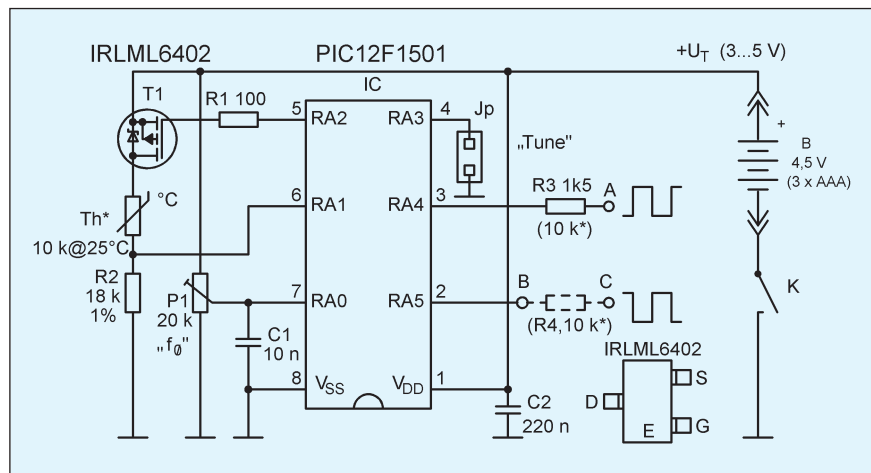 IRLML6402 PIC12F1501 +U_T (3...5 V)
IC
T1
R1 100
5 RA2 RA3 4 Jp
„Tune"
+
B
4,5 V
(3 x AAA)
°C
Th*
10 k@25°C
6 RA1 RA4 3 R3 1k5 A
(10 k*)
R2
18 k
1%
P1
20 k
„f0"
7 RA0 RA5 2 B C
(R4,10 k*)
K
C1
10 n
8 V_SS V_DD 1
C2
220 n
IRLML6402
S
D
E
G